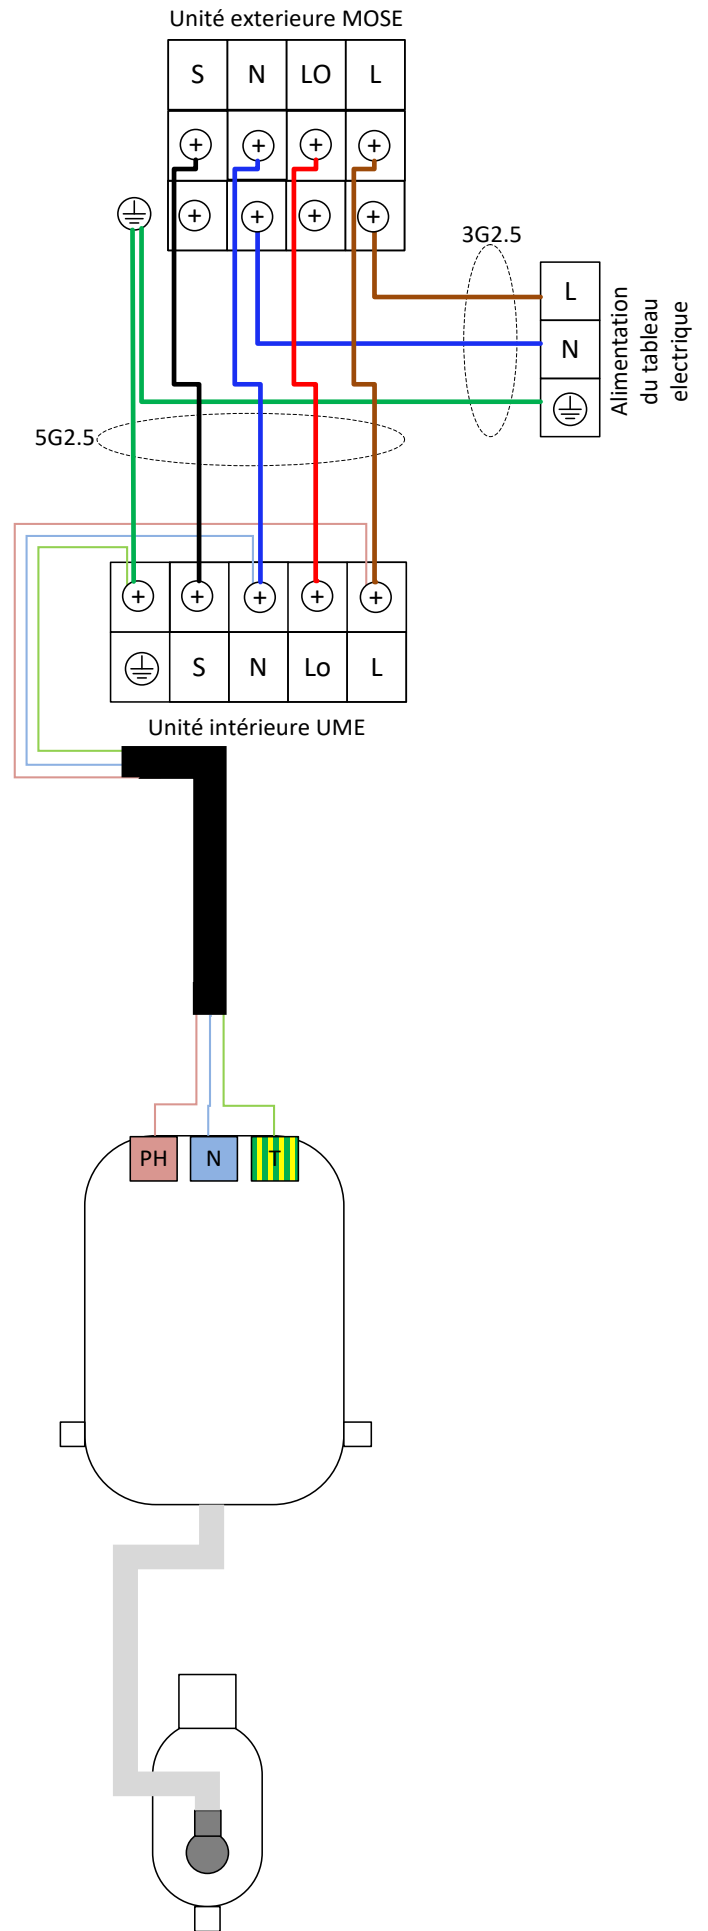 Unité exterieure MOSE
S N LO L
3G2.5
L
N
Alimentation
du tableau
electrique
5G2.5
S N Lo L
Unité intérieure UME
PH N T